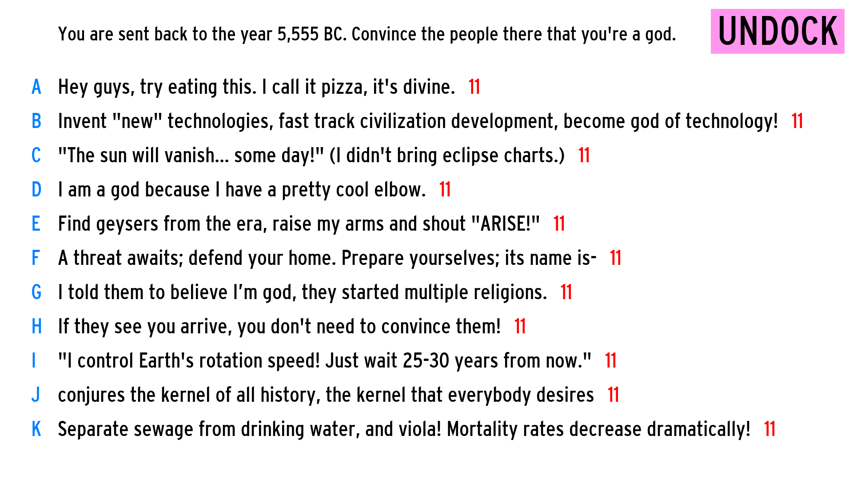 You are sent back to the year 5,555 BC. Convince the people there that you're a god.
UNDOCK
A Hey guys, try eating this. I call it pizza, it's divine. 11
B Invent "new" technologies, fast track civilization development, become god of technology! 11
C "The sun will vanish... some day!" (I didn't bring eclipse charts.) 11
D I am a god because I have a pretty cool elbow. 11
E Find geysers from the era, raise my arms and shout "ARISE!" 11
F A threat awaits; defend your home. Prepare yourselves; its name is- 11
G I told them to believe I’m god, they started multiple religions. 11
H If they see you arrive, you don't need to convince them! 11
I "I control Earth's rotation speed! Just wait 25-30 years from now." 11
J conjures the kernel of all history, the kernel that everybody desires 11
K Separate sewage from drinking water, and viola! Mortality rates decrease dramatically! 11